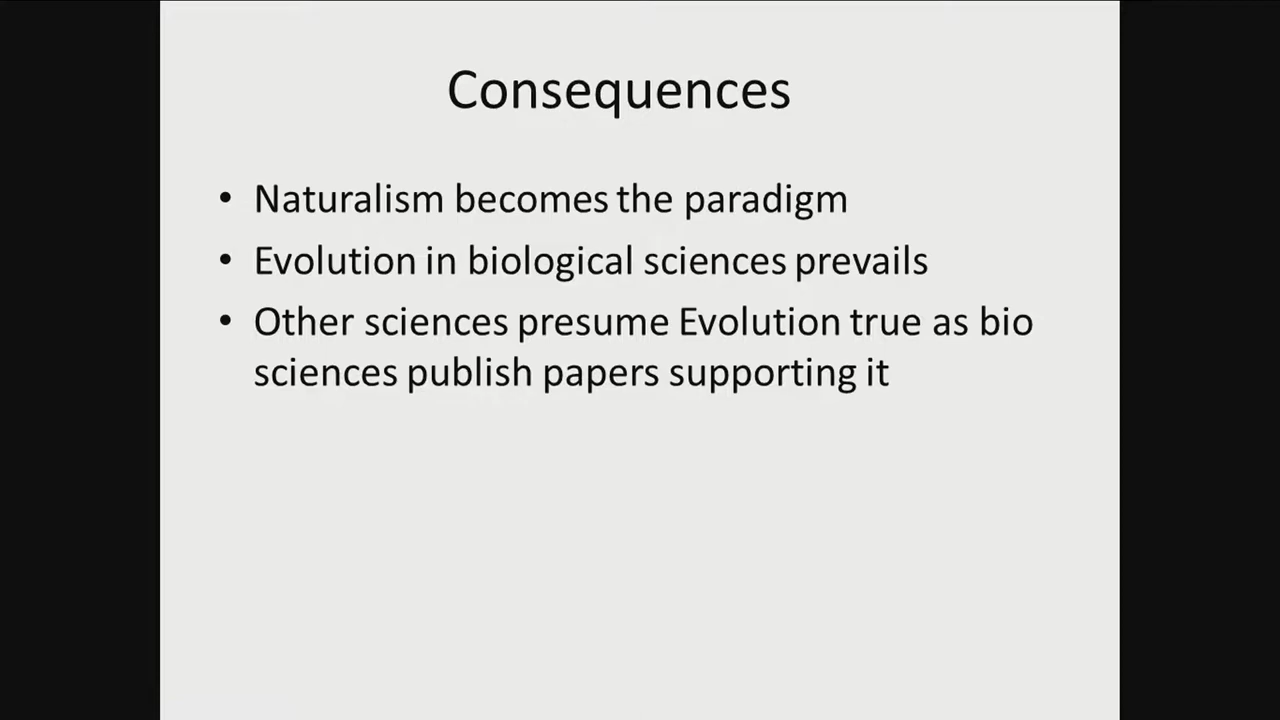 Consequences
• Naturalism becomes the paradigm
• Evolution in biological sciences prevails
• Other sciences presume Evolution true as bio
sciences publish papers supporting it